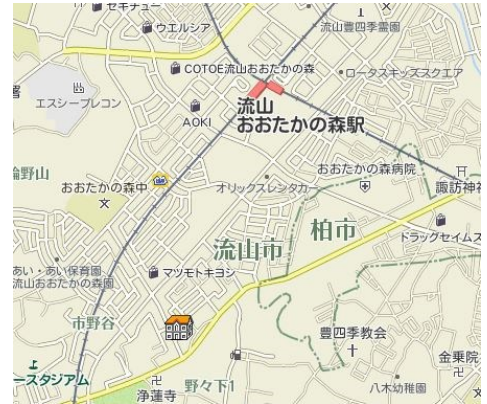 セキチュー
ウエルシア
流山豊四季霊園
COTOE流山おおたかの森
ロータスキッズスクエア
エスシープレコン
AOKI
流山
おおたかの森駅
おおたかの森病院
おおたかの森中
オリックスレンタカー
諏訪神社
柏市
流山市
ドラッグセイムス
あい・あい保育園
流山おおたかの森園
マツモトキヨシ
市野谷
豊四季教会
金乗院
ースタジアム
浄蓮寺
野々下1
八木幼稚園